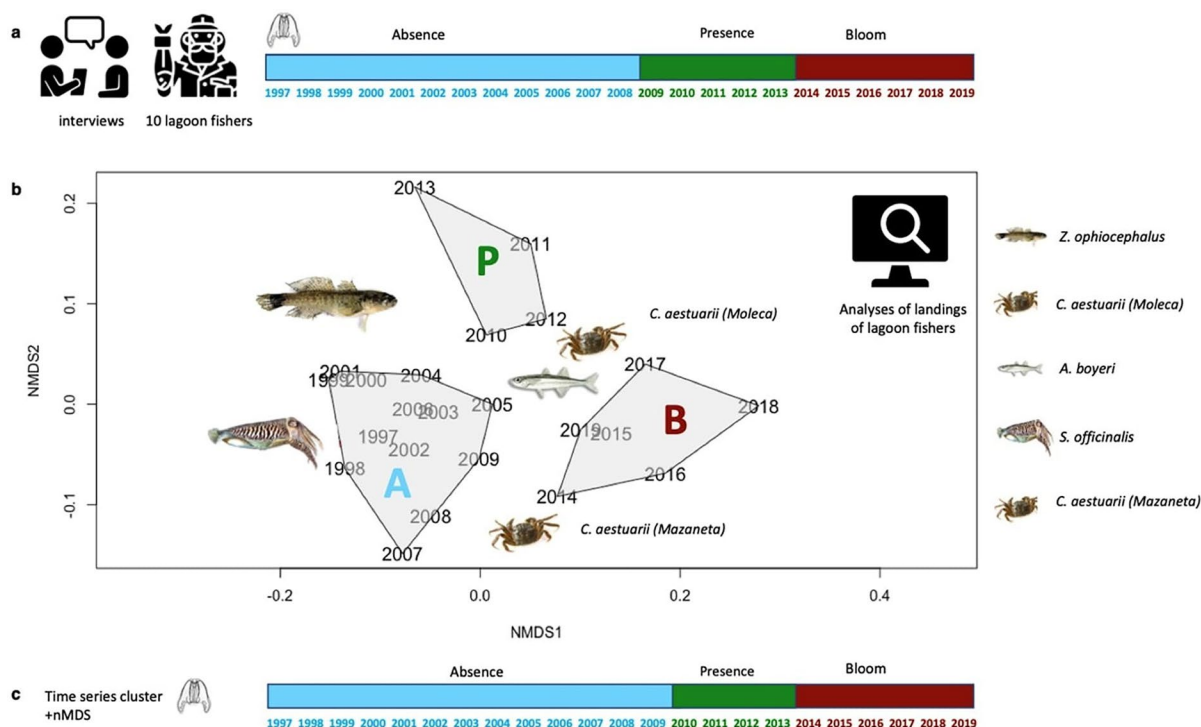 a
Absence Presence Bloom
1997 1998 1999 2000 2001 2002 2003 2004 2005 2006 2007 2008 2009 2010 2011 2012 2013 2014 2015 2016 2017 2018 2019
interviews 10 lagoon fishers
b
NMDS2
0.2
0.1
0.0
-0.1
2013
2011
P
2012
2010
C. aestuarii (Moleca)
Analyses of landings
of lagoon fishers
2001
1999 2000 2004
2006 2003 2005
1997
2002
1998 2009
A
2008
2007
2017
2018
B
2019 2015
2016
2014
C. aestuarii (Mazaneta)
-0.2 0.0 0.2 0.4
NMDS1
Z. ophiocephalus
C. aestuarii (Moleca)
A. boyeri
S. officinalis
C. aestuarii (Mazaneta)
c
Time series cluster
+nMDS
Absence Presence Bloom
1997 1998 1999 2000 2001 2002 2003 2004 2005 2006 2007 2008 2009 2010 2011 2012 2013 2014 2015 2016 2017 2018 2019